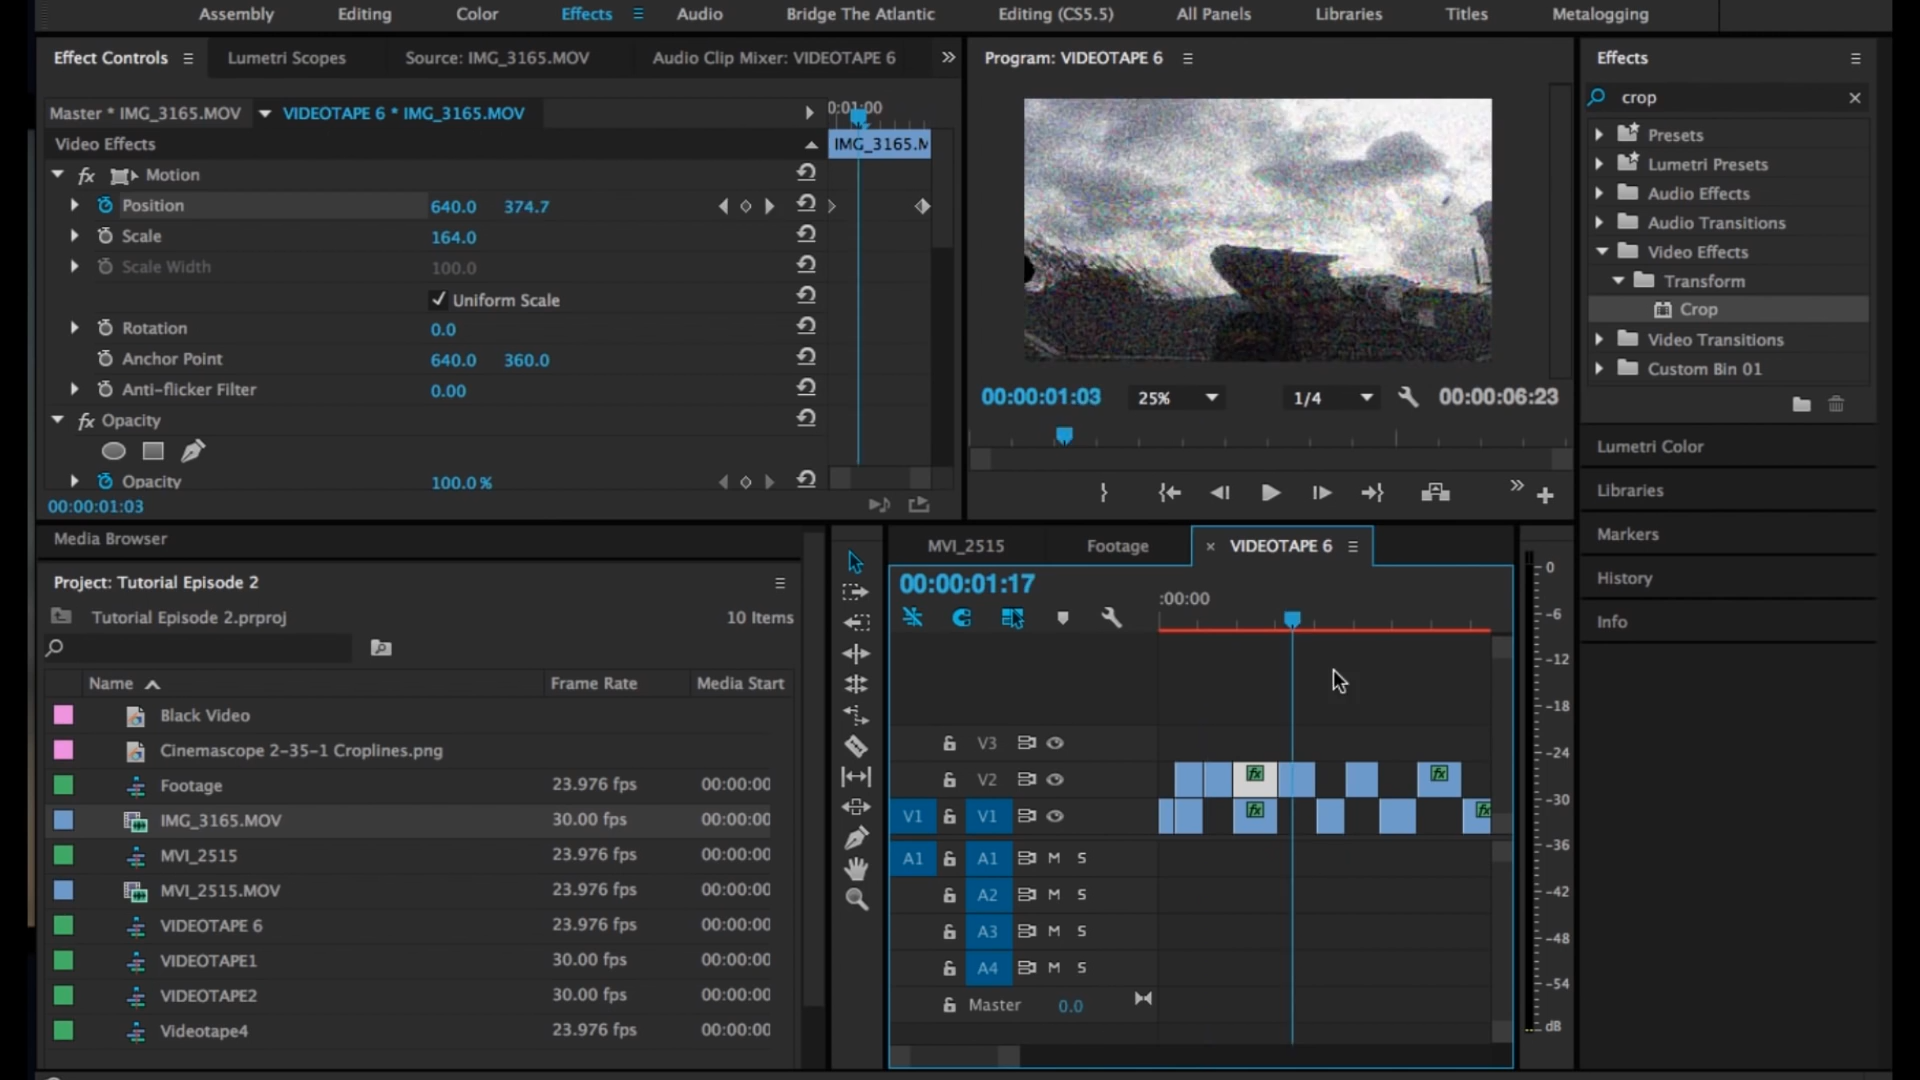 Assembly Editing Color Effects Audio Bridge The Atlantic Editing (CS5.5) All Panels Libraries Titles Metalogging
Effect Controls Lumetri Scopes Source: IMG_3165.MOV Audio Clip Mixer: VIDEOTAPE 6
Master * IMG_3165.MOV VIDEOTAPE 6 * IMG_3165.MOV
Video Effects
fx Motion
Position 640.0 374.7
Scale 164.0
Scale Width 100.0
Uniform Scale
Rotation 0.0
Anchor Point 640.0 360.0
Anti-flicker Filter 0.00
fx Opacity
Opacity 100.0 %
00:00:01:03
0:01:00
IMG_3165.M
Program: VIDEOTAPE 6
00:00:01:03 25% 1/4 00:00:06:23
Effects
crop
Presets
Lumetri Presets
Audio Effects
Audio Transitions
Video Effects
Transform
Crop
Video Transitions
Custom Bin 01
Lumetri Color
Libraries
Markers
History
Info
Media Browser
Project: Tutorial Episode 2
Tutorial Episode 2.prproj 10 Items
Name Frame Rate Media Start
Black Video
Cinemascope 2-35-1 Croplines.png
Footage 23.976 fps 00:00:00
IMG_3165.MOV 30.00 fps 00:00:00
MVI_2515 23.976 fps 00:00:00
MVI_2515.MOV 23.976 fps 00:00:00
VIDEOTAPE 6 23.976 fps 00:00:00
VIDEOTAPE1 30.00 fps 00:00:00
VIDEOTAPE2 30.00 fps 00:00:00
Videotape4 23.976 fps 00:00:00
MVI_2515 Footage VIDEOTAPE 6
00:00:01:17
:00:00
V3
V2 fx fx
V1 V1 fx fx
A1 A1 M S
A2 M S
A3 M S
A4 M S
Master 0.0
0
-6
-12
-18
-24
-30
-36
-42
-48
-54
dB